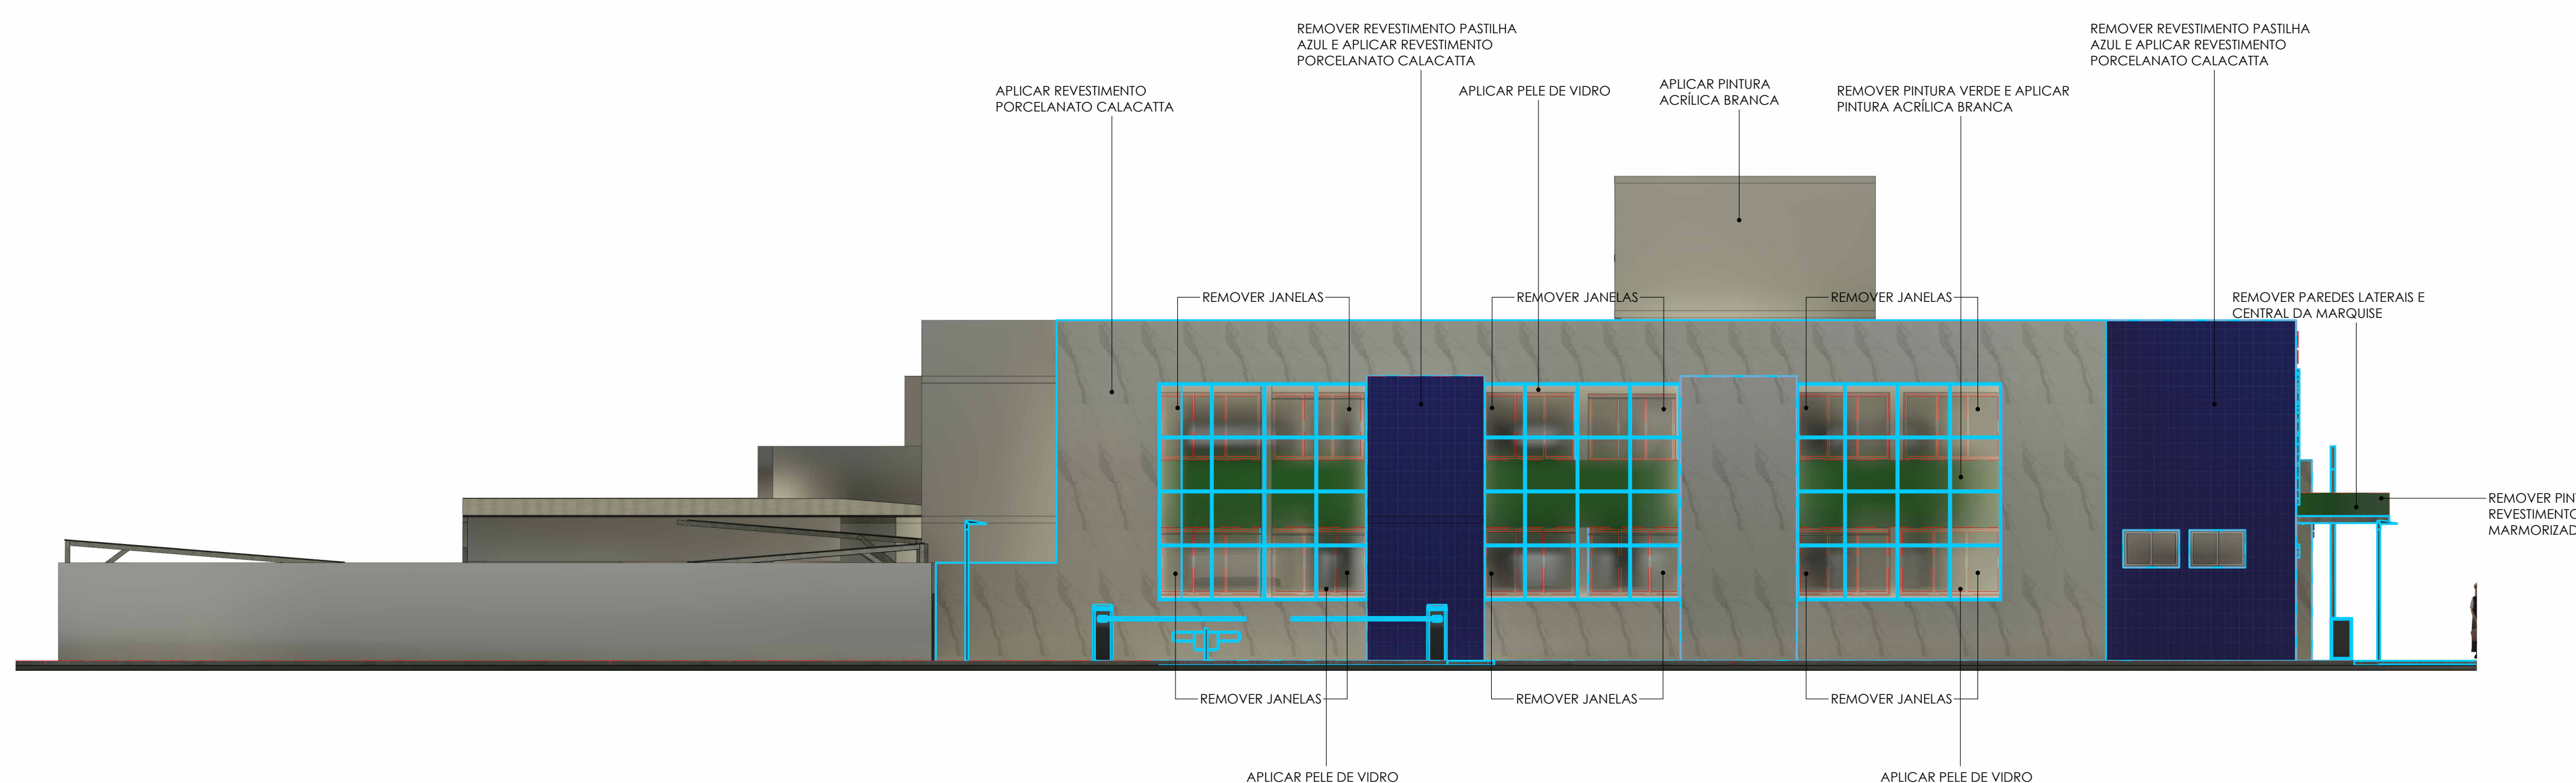 REMOVER REVESTIMENTO PASTILHA
AZUL E APLICAR REVESTIMENTO
PORCELANATO CALACATTA
REMOVER REVESTIMENTO PASTILHA
AZUL E APLICAR REVESTIMENTO
PORCELANATO CALACATTA
APLICAR REVESTIMENTO
PORCELANATO CALACATTA
APLICAR PELE DE VIDRO
APLICAR PINTURA
ACRÍLICA BRANCA
REMOVER PINTURA VERDE E APLICAR
PINTURA ACRÍLICA BRANCA
REMOVER JANELAS
REMOVER JANELAS
REMOVER JANELAS
REMOVER PAREDES LATERAIS E
CENTRAL DA MARQUISE
REMOVER PIN
REVESTIMENTO
MARMORIZAD
REMOVER JANELAS
REMOVER JANELAS
REMOVER JANELAS
APLICAR PELE DE VIDRO
APLICAR PELE DE VIDRO